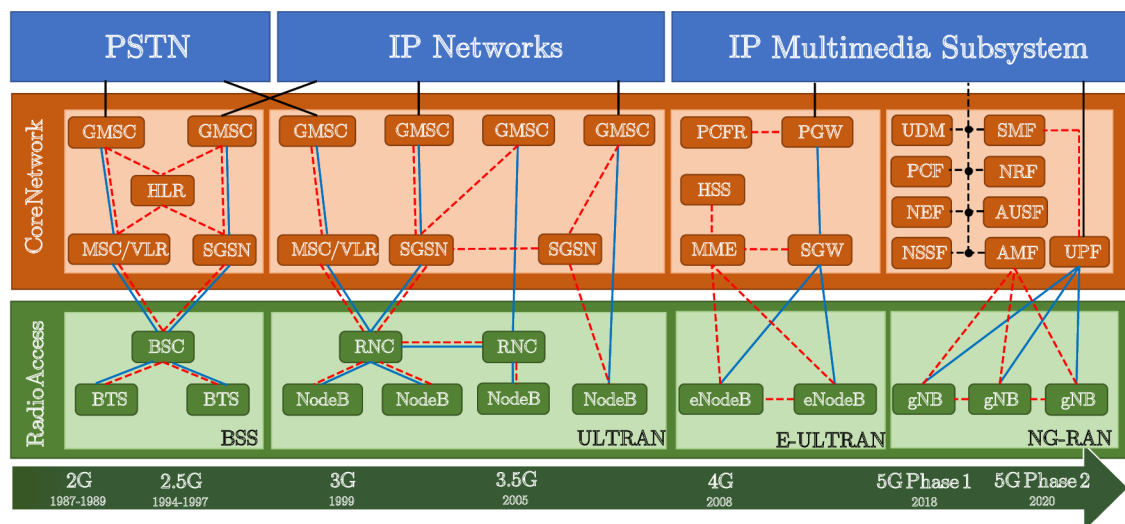 PSTN
IP Networks
IP Multimedia Subsystem
CoreNetwork
GMSC
GMSC
GMSC
GMSC
GMSC
GMSC
PCFR
PGW
UDM
SMF
HLR
HSS
PCF
NRF
NEF
AUSF
MSC/VLR
SGSN
MSC/VLR
SGSN
SGSN
MME
SGW
NSSF
AMF
UPF
Radio Access
BSC
RNC
RNC
BTS
BTS
NodeB
NodeB
NodeB
NodeB
eNodeB
eNodeB
gNB
gNB
gNB
BSS
ULTRAN
E-ULTRAN
NG-RAN
2G
1987-1989
2.5G
1994-1997
3G
1999
3.5G
2005
4G
2008
5G Phase 1
2018
5G Phase 2
2020